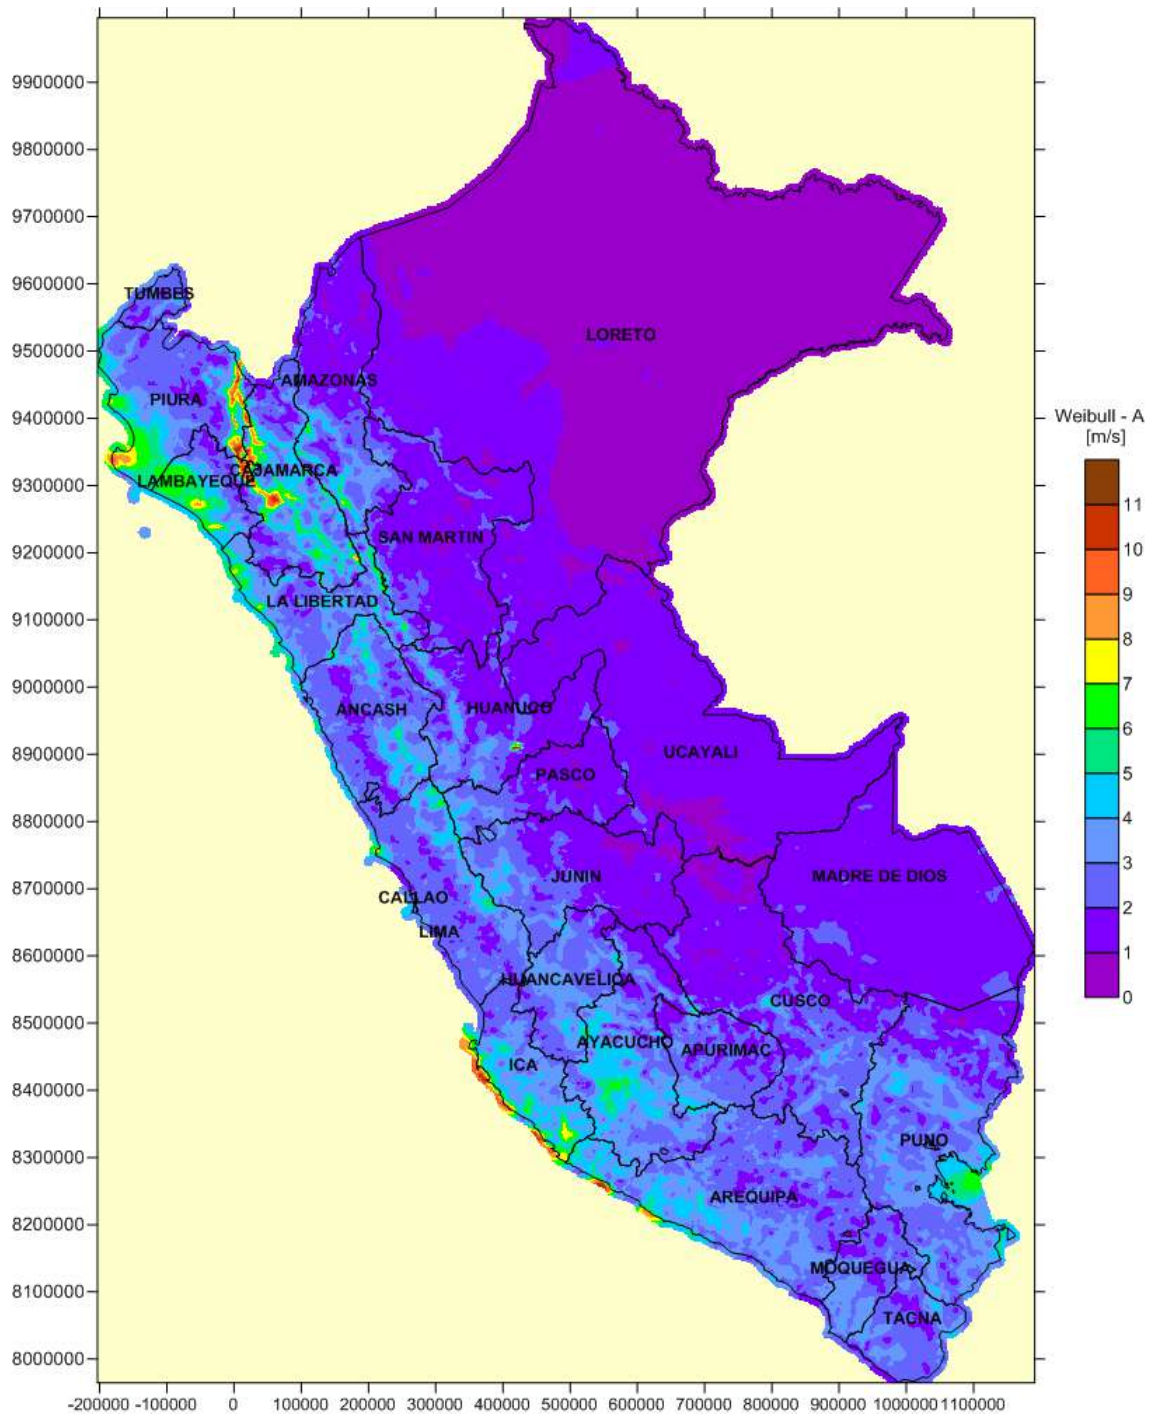 9900000
9800000
9700000
9600000
TUMBES
9500000
LORETO
AMAZONAS
9400000
PIURA
Weibull - A
[m/s]
CAJAMARCA
9300000
LAMBAYEQUE
11
SAN MARTIN
10
9200000
9
LA LIBERTAD
9100000
8
7
9000000
ANCASH
HUANUCO
6
8900000
UCAYALI
5
PASCO
4
8800000
3
JUNIN
MADRE DE DIOS
8700000
CALLAO
2
LIMA
1
8600000
HUANCAVELICA
0
CUSCO
8500000
AYACUCHO
APURIMAC
ICA
8400000
PUNO
8300000
AREQUIPA
8200000
MOQUEGUA
8100000
TACNA
8000000
-200000 -100000 0 100000 200000 300000 400000 500000 600000 700000 800000 900000 1000000 1100000